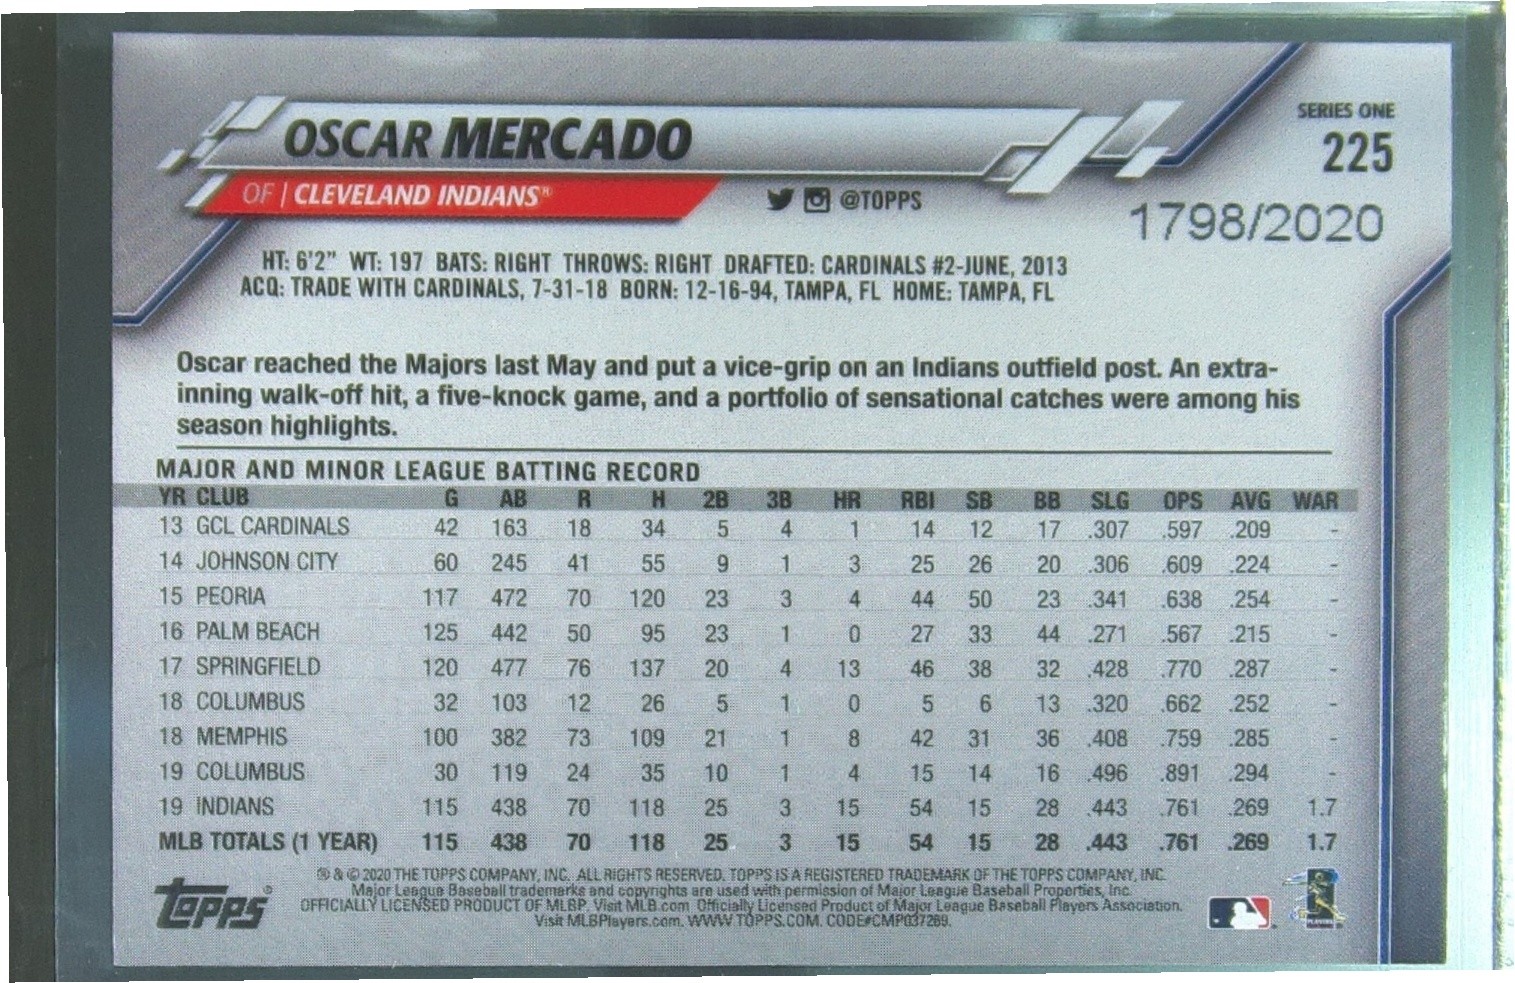 SERIES ONE
225
OSCAR MERCADO
OF | CLEVELAND INDIANS®
@TOPPS
1798/2020
HT: 6'2" WT: 197 BATS: RIGHT THROWS: RIGHT DRAFTED: CARDINALS #2-JUNE, 2013
ACQ: TRADE WITH CARDINALS, 7-31-18 BORN: 12-16-94, TAMPA, FL HOME: TAMPA, FL
Oscar reached the Majors last May and put a vice-grip on an Indians outfield post. An extra-
inning walk-off hit, a five-knock game, and a portfolio of sensational catches were among his
season highlights.
MAJOR AND MINOR LEAGUE BATTING RECORD
YR CLUB G AB R H 2B 3B HR RBI SB BB SLG OPS AVG WAR
13 GCL CARDINALS 42 163 18 34 5 4 1 14 12 17 .307 .597 .209 -
14 JOHNSON CITY 60 245 41 55 9 1 3 25 26 20 .306 .609 .224 -
15 PEORIA 117 472 70 120 23 3 4 44 50 23 .341 .638 .254 -
16 PALM BEACH 125 442 50 95 23 1 0 27 33 44 .271 .567 .215 -
17 SPRINGFIELD 120 477 76 137 20 4 13 46 38 32 .428 .770 .287 -
18 COLUMBUS 32 103 12 26 5 1 0 5 6 13 .320 .662 .252 -
18 MEMPHIS 100 382 73 109 21 1 8 42 31 36 .408 .759 .285 -
19 COLUMBUS 30 119 24 35 10 1 4 15 14 16 .496 .891 .294 -
19 INDIANS 115 438 70 118 25 3 15 54 15 28 .443 .761 .269 1.7
MLB TOTALS (1 YEAR) 115 438 70 118 25 3 15 54 15 28 .443 .761 .269 1.7
® & © 2020 THE TOPPS COMPANY, INC. ALL RIGHTS RESERVED. TOPPS IS A REGISTERED TRADEMARK OF THE TOPPS COMPANY, INC.
Major League Baseball trademarks and copyrights are used with permission of Major League Baseball Properties, Inc.
OFFICIALLY LICENSED PRODUCT OF MLBP. Visit MLB.com. Officially Licensed Product of Major League Baseball Players Association.
Visit MLBPlayers.com. WWW.TOPPS.COM. CODE#CMP037269.
Topps®
PLAYERS